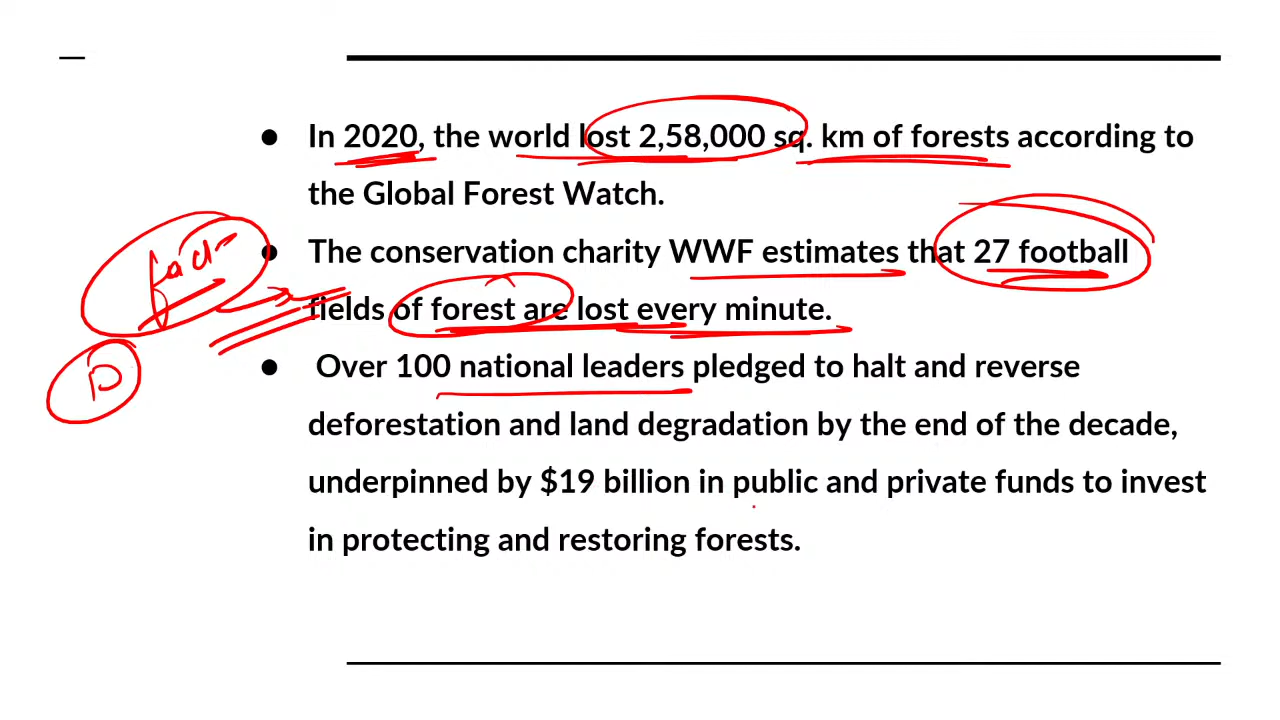 ● In 2020, the world lost 2,58,000 sq. km of forests according to
the Global Forest Watch.
● The conservation charity WWF estimates that 27 football
fields of forest are lost every minute.
● Over 100 national leaders pledged to halt and reverse
deforestation and land degradation by the end of the decade,
underpinned by $19 billion in public and private funds to invest
in protecting and restoring forests.